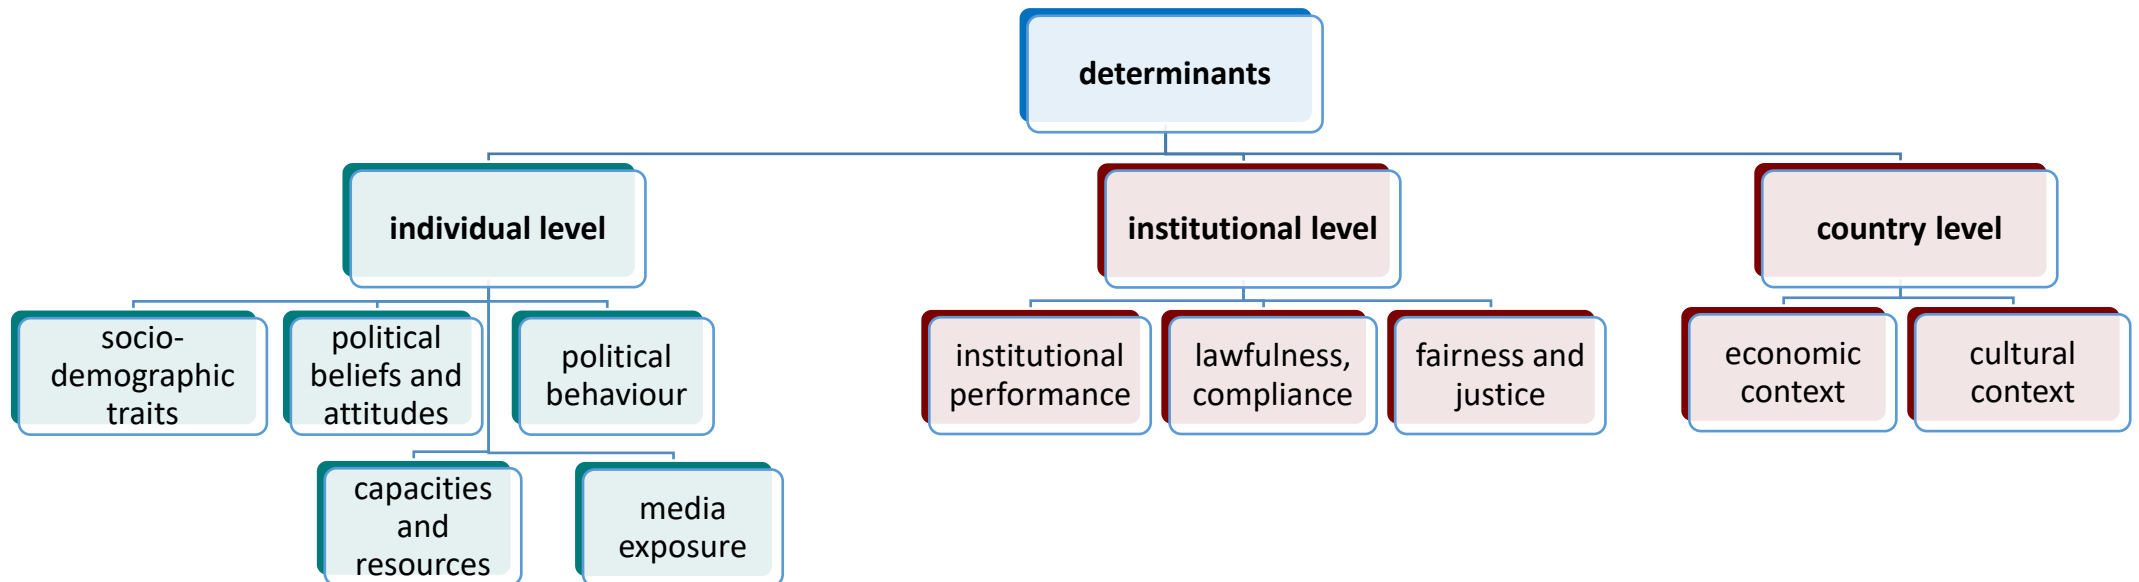 determinants
individual level
institutional level
country level
socio-
demographic
traits
political
beliefs and
attitudes
political
behaviour
institutional
performance
lawfulness,
compliance
fairness and
justice
economic
context
cultural
context
capacities
and
resources
media
exposure